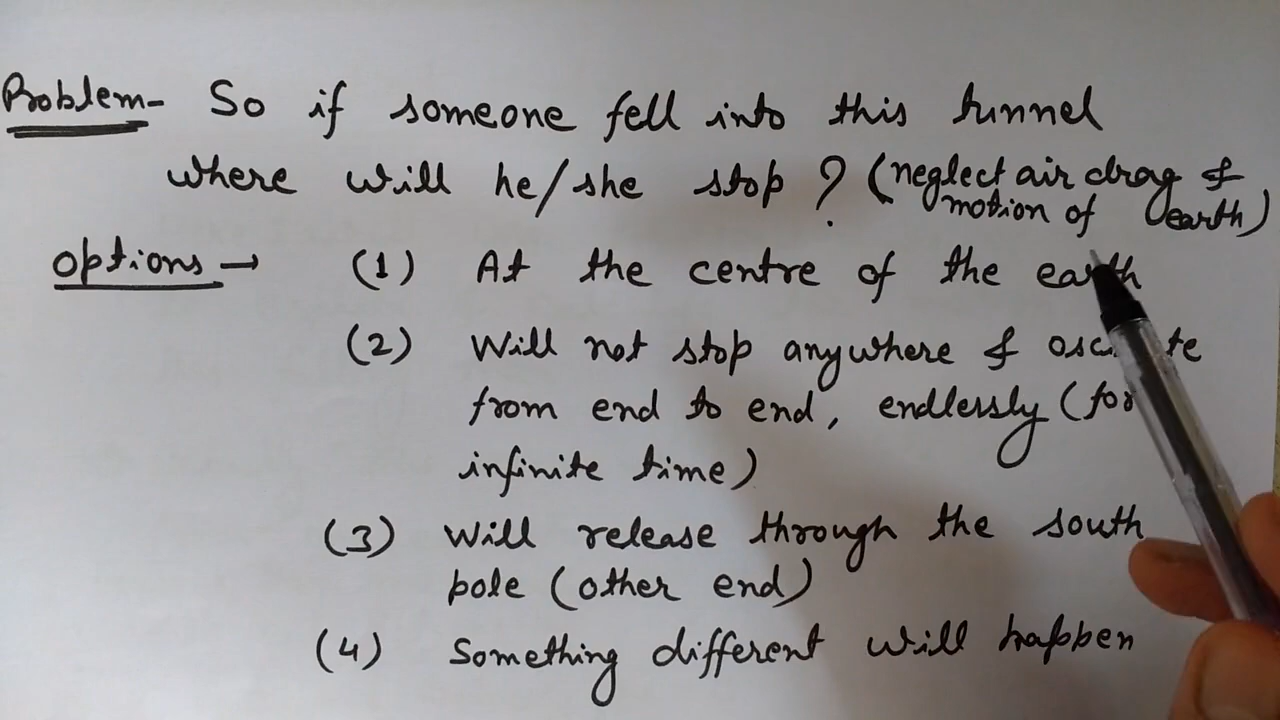 Problem- So if someone fell into this tunnel
where will he/she stop ? (neglect air drag &
motion of earth)
options → (1) At the centre of the earth
(2) Will not stop anywhere &
from end to end, endlessly (for
infinite time)
(3) Will release through the south
pole (other end)
(4) Something different will happen